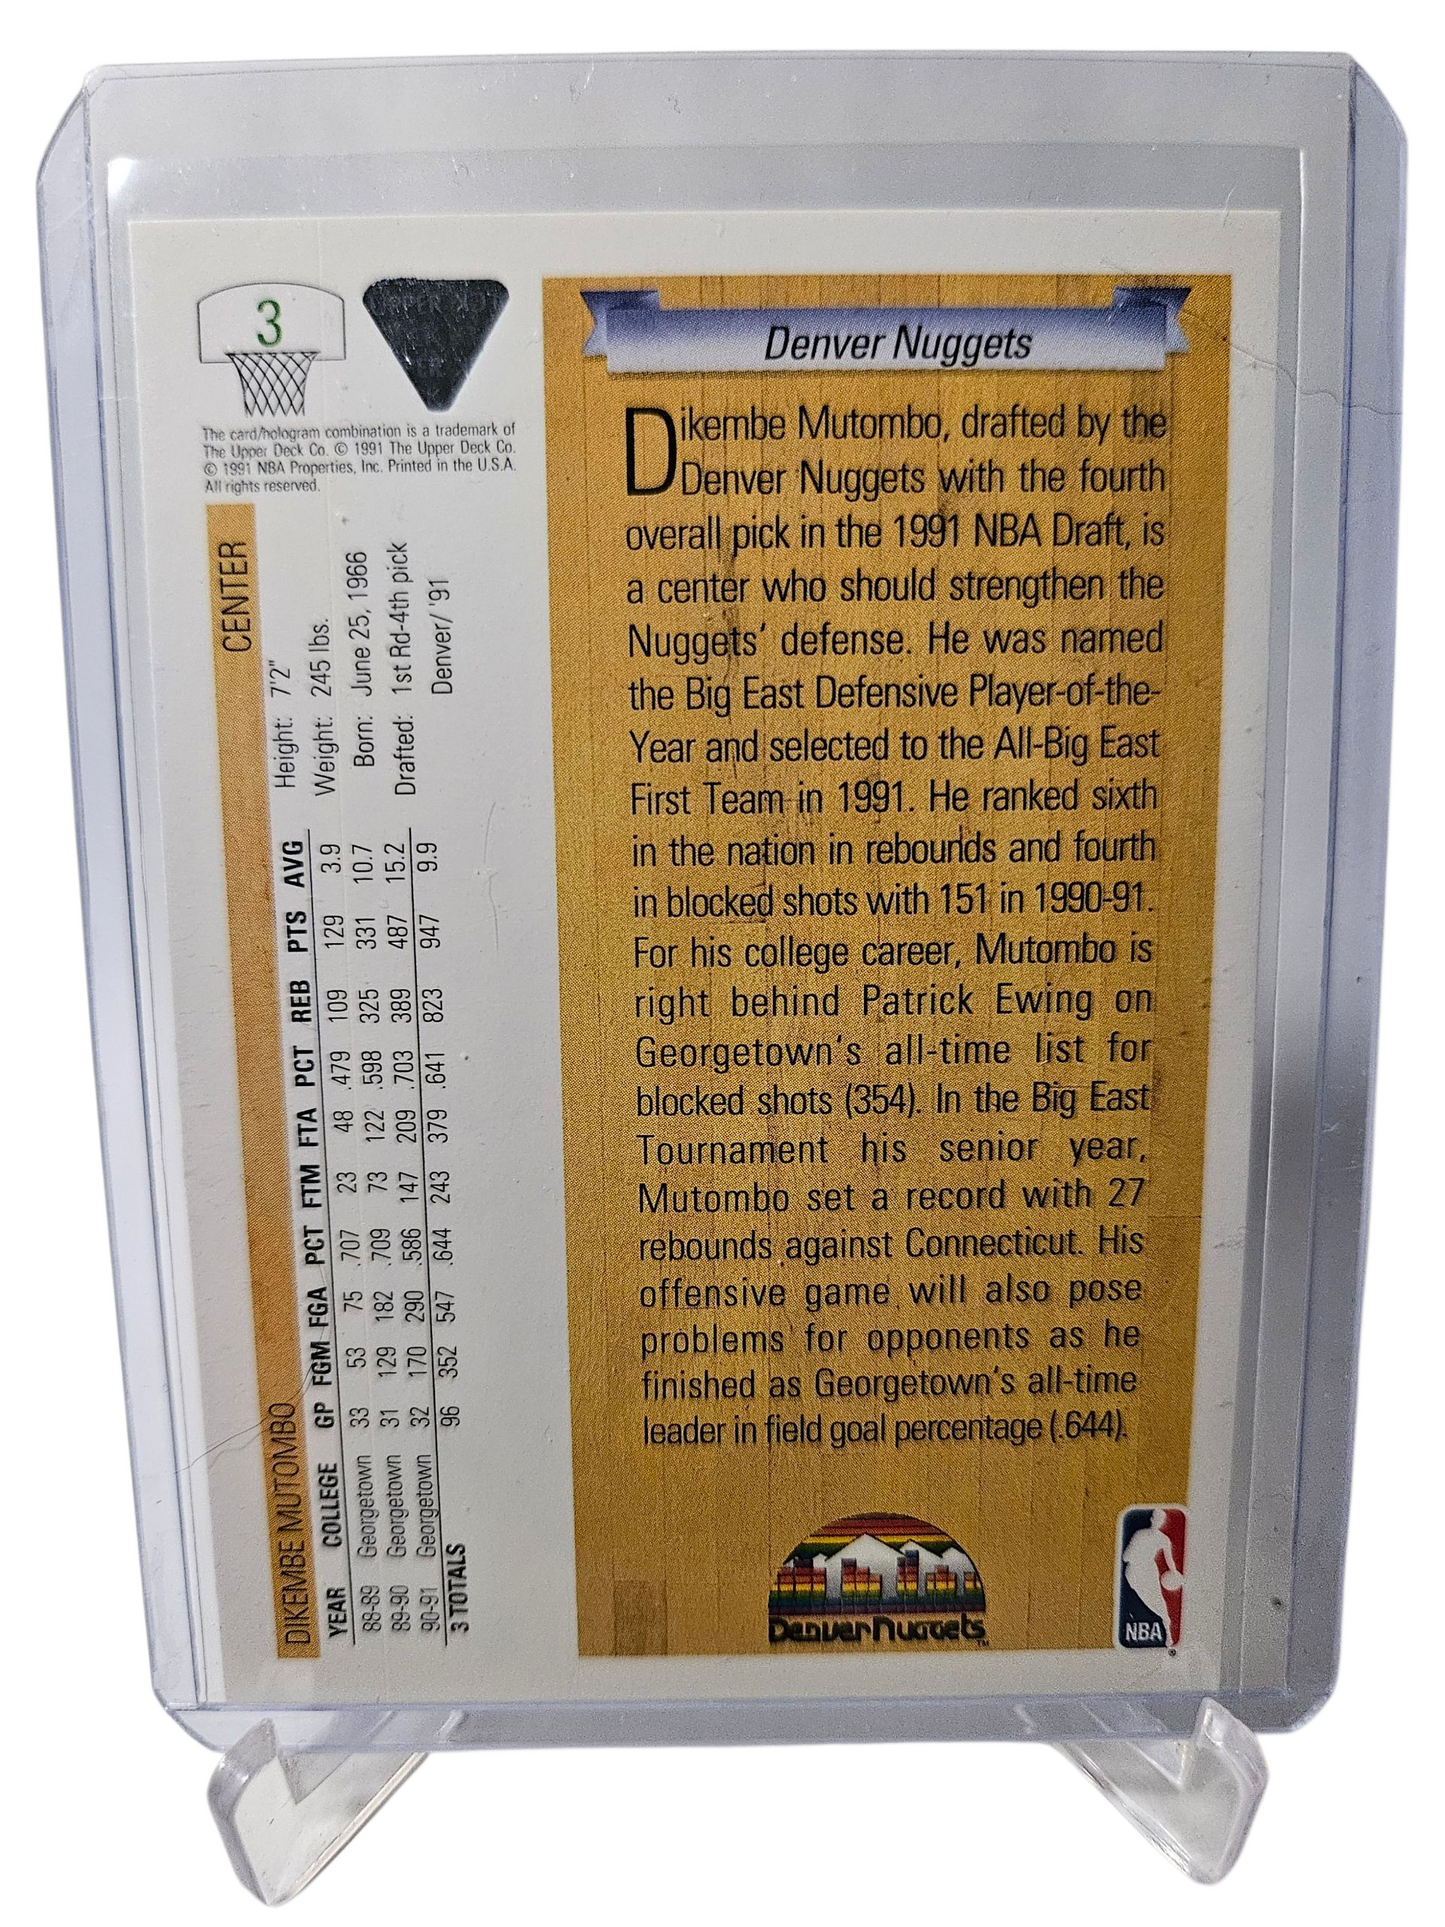 3
The card/hologram combination is a trademark of
The Upper Deck Co. © 1991 The Upper Deck Co.
© 1991 NBA Properties, Inc. Printed in the U.S.A.
All rights reserved.
DIKEMBE MUTOMBO CENTER
YEAR COLLEGE GP FGM FGA PCT FTM FTA PCT REB PTS AVG
88-89 Georgetown 33 53 75 .707 23 48 .479 109 129 3.9
89-90 Georgetown 31 129 182 .709 73 122 .598 325 331 10.7
90-91 Georgetown 32 170 290 .586 147 209 .703 389 487 15.2
3 TOTALS 96 352 547 .644 243 379 .641 823 947 9.9
Height: 7'2"
Weight: 245 lbs.
Born: June 25, 1966
Drafted: 1st Rd-4th pick
Denver/ '91
Denver Nuggets
Dikembe Mutombo, drafted by the
Denver Nuggets with the fourth
overall pick in the 1991 NBA Draft, is
a center who should strengthen the
Nuggets' defense. He was named
the Big East Defensive Player-of-the-
Year and selected to the All-Big East
First Team in 1991. He ranked sixth
in the nation in rebounds and fourth
in blocked shots with 151 in 1990-91.
For his college career, Mutombo is
right behind Patrick Ewing on
Georgetown's all-time list for
blocked shots (354). In the Big East
Tournament his senior year,
Mutombo set a record with 27
rebounds against Connecticut. His
offensive game will also pose
problems for opponents as he
finished as Georgetown's all-time
leader in field goal percentage (.644).
Denver Nuggets TM
NBA ®